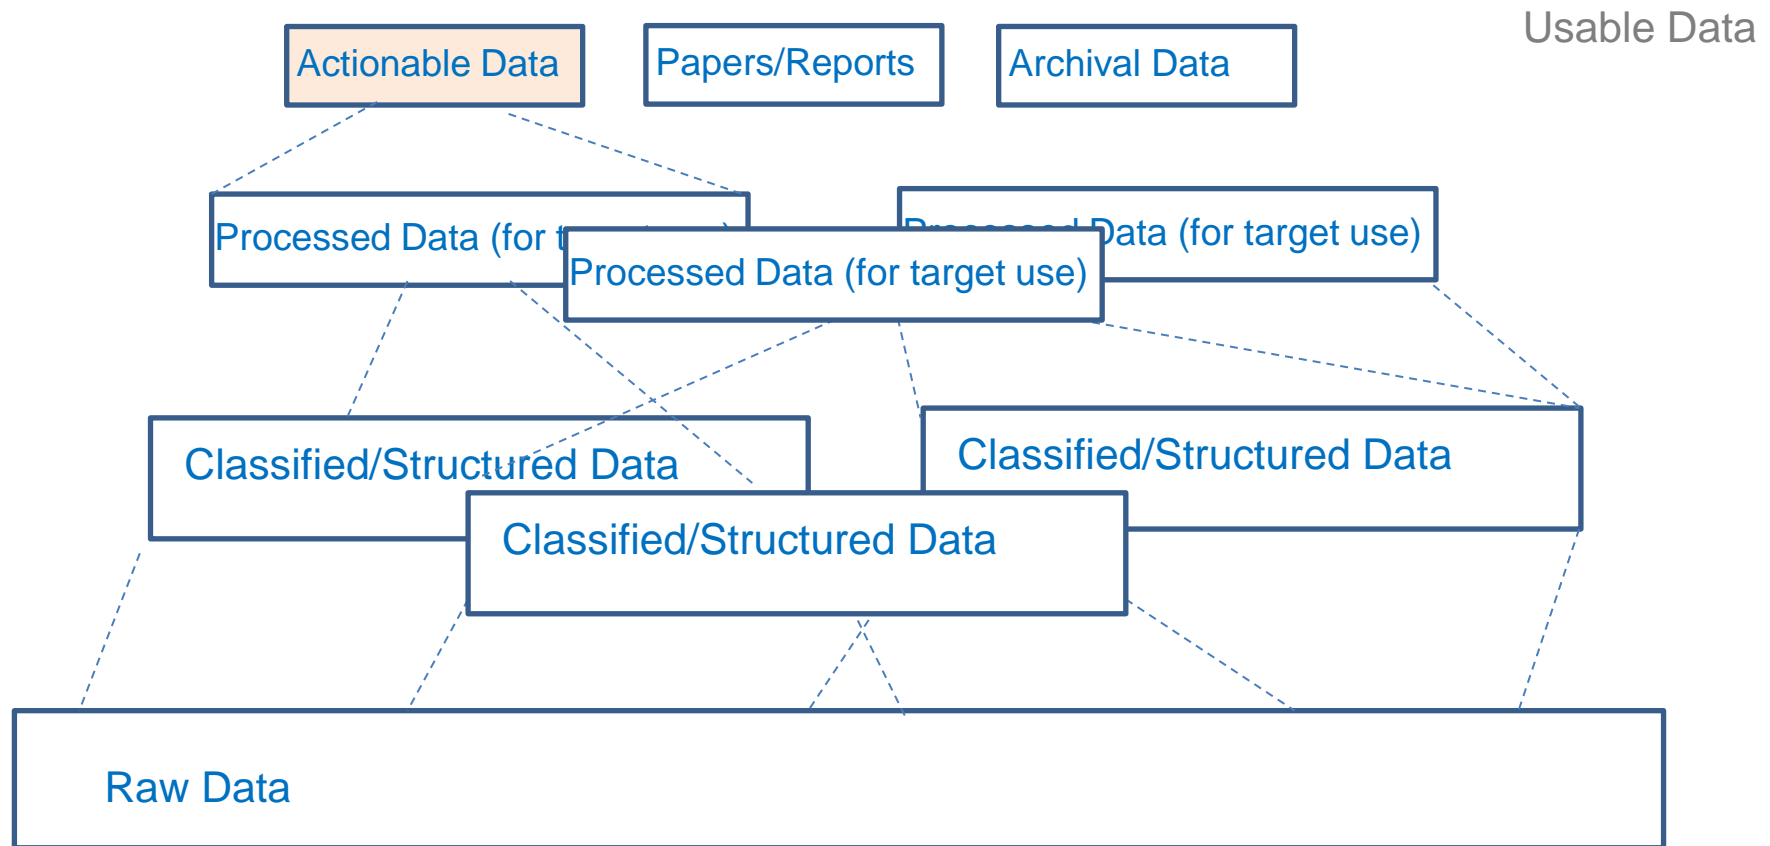 Usable Data
Actionable Data
Papers/Reports
Archival Data
Processed Data (for t
Data (for target use)
Processed Data (for target use)
Classified/Structured Data
Classified/Structured Data
Classified/Structured Data
Raw Data